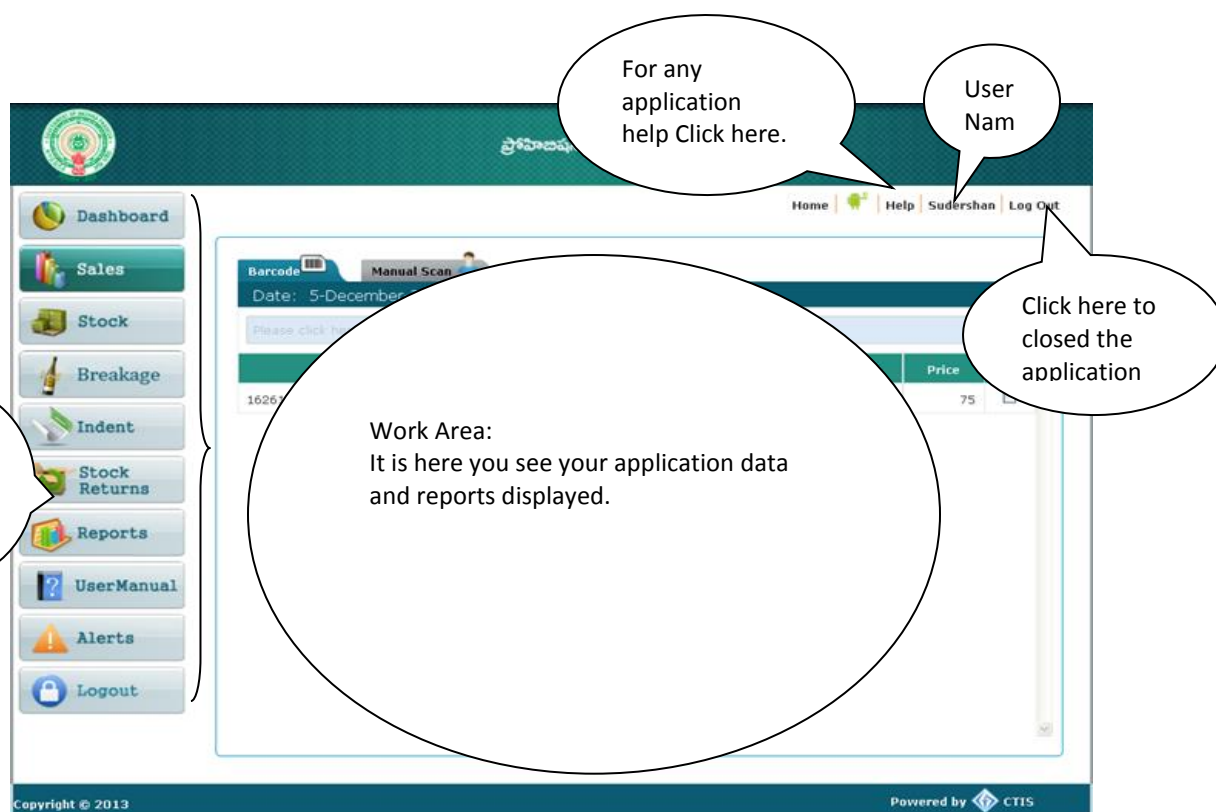 For any
application
help Click here.
User
Nam
Home Help Sudershan Log Out
Dashboard
Sales
Stock
Breakage
Indent
Stock
Returns
Reports
UserManual
Alerts
Logout
Barcode Manual Scan
Date: 5-December
Please click
Price
75
Click here to
closed the
application
Work Area:
It is here you see your application data
and reports displayed.
Copyright © 2013
Powered by CTIS